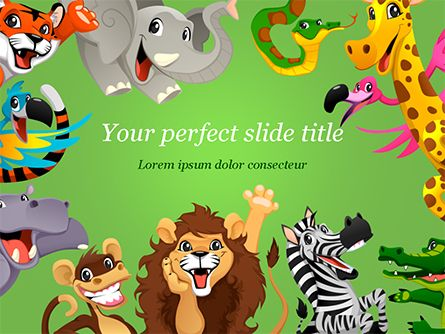 Your perfect slide title
Lorem ipsum dolor consecteur